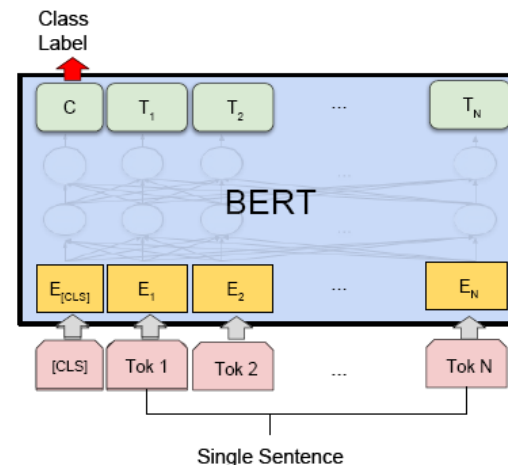 Class
Label
C T1 T2 ... TN
...
BERT
...
E[CLS] E1 E2 ... EN
[CLS] Tok 1 Tok 2 ... Tok N
Single Sentence